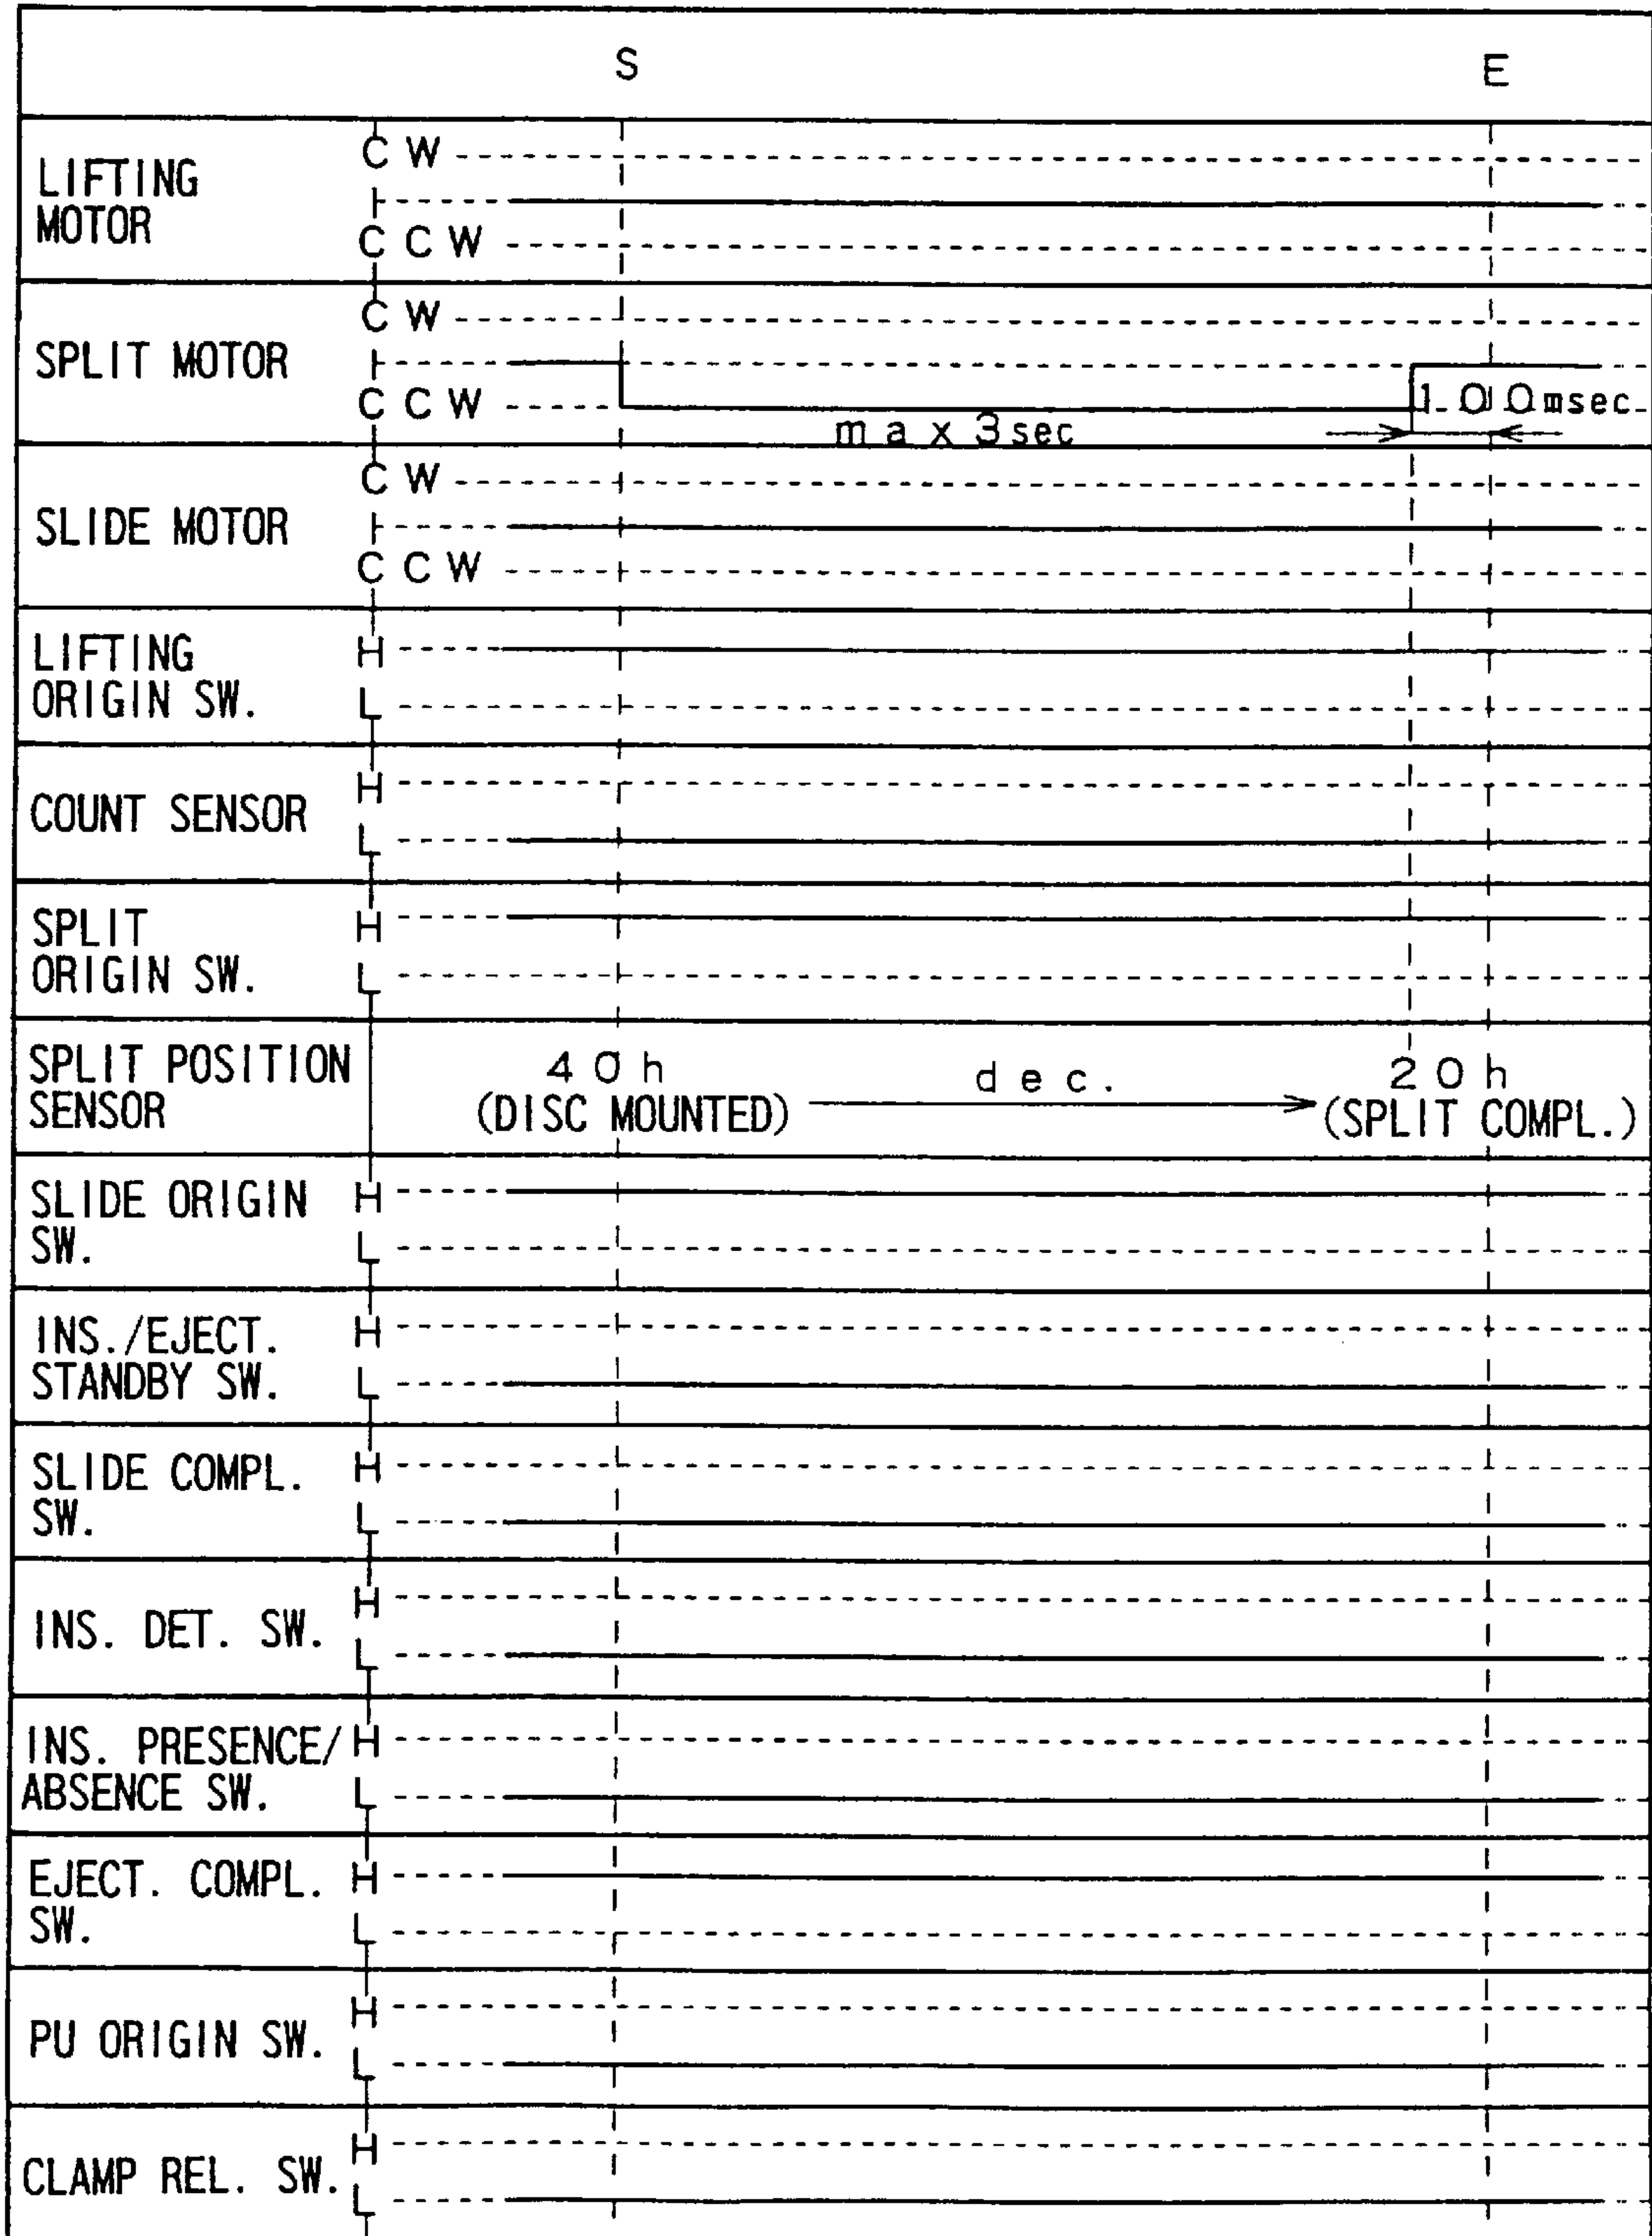 S E
LIFTING
MOTOR
CW
CCW
SPLIT MOTOR
CW
CCW
100msec
max 3sec
SLIDE MOTOR
CW
CCW
LIFTING
ORIGIN SW.
H
L
COUNT SENSOR
H
L
SPLIT
ORIGIN SW.
H
L
SPLIT POSITION
SENSOR
40h
(DISC MOUNTED)
dec.
20h
(SPLIT COMPL.)
SLIDE ORIGIN
SW.
H
L
INS./EJECT.
STANDBY SW.
H
L
SLIDE COMPL.
SW.
H
L
INS. DET. SW.
H
L
INS. PRESENCE/
ABSENCE SW.
H
L
EJECT. COMPL.
SW.
H
L
PU ORIGIN SW.
H
L
CLAMP REL. SW.
H
L